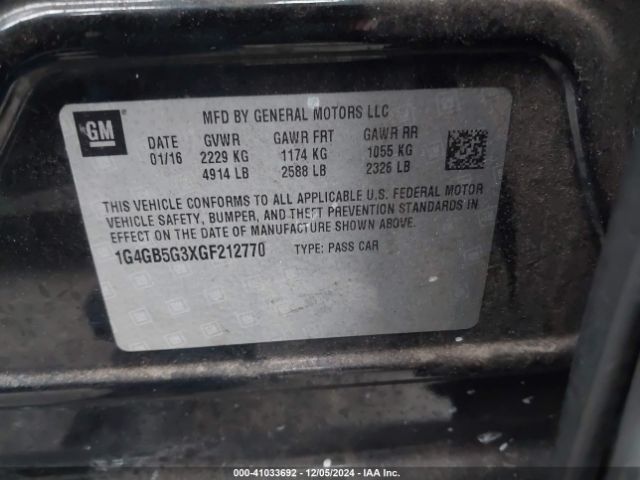 GM
MFD BY GENERAL MOTORS LLC
DATE GVWR GAWR FRT GAWR RR
01/16 2229 KG 1174 KG 1055 KG
4914 LB 2588 LB 2326 LB
THIS VEHICLE CONFORMS TO ALL APPLICABLE U.S. FEDERAL MOTOR
VEHICLE SAFETY, BUMPER, AND THEFT PREVENTION STANDARDS IN
EFFECT ON THE DATE OF MANUFACTURE SHOWN ABOVE.
1G4GB5G3XGF212770 TYPE: PASS CAR
000-41033692 - 12/05/2024 - IAA Inc.